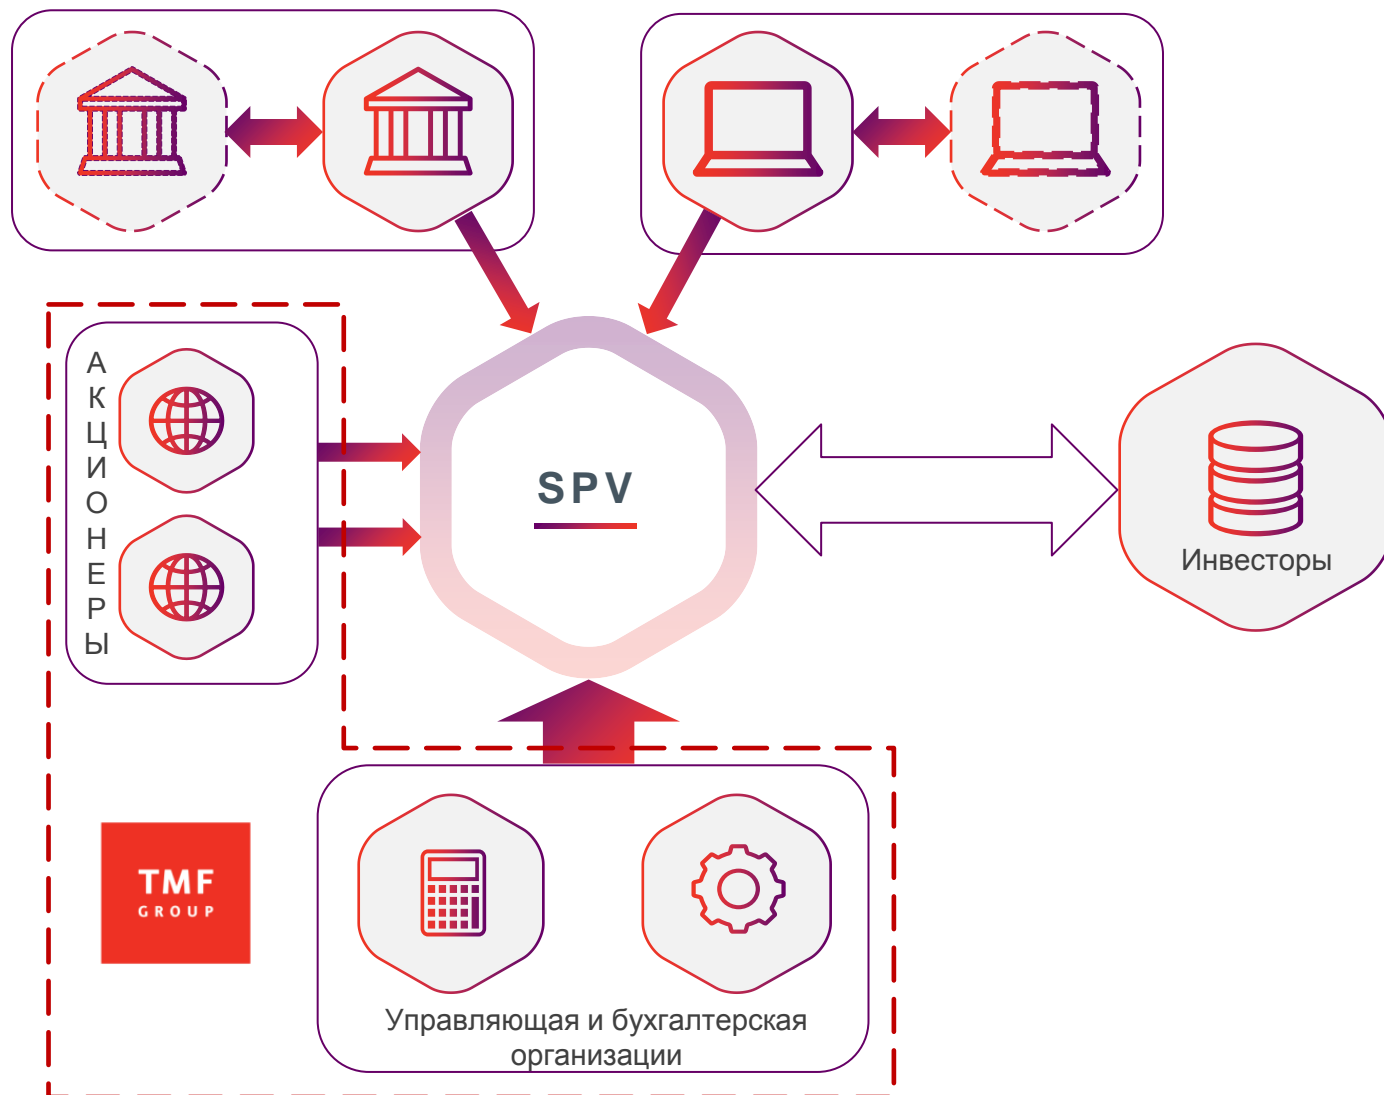 АКЦИОНЕРЫ
SPV
Инвесторы
TMF
GROUP
Управляющая и бухгалтерская
организации